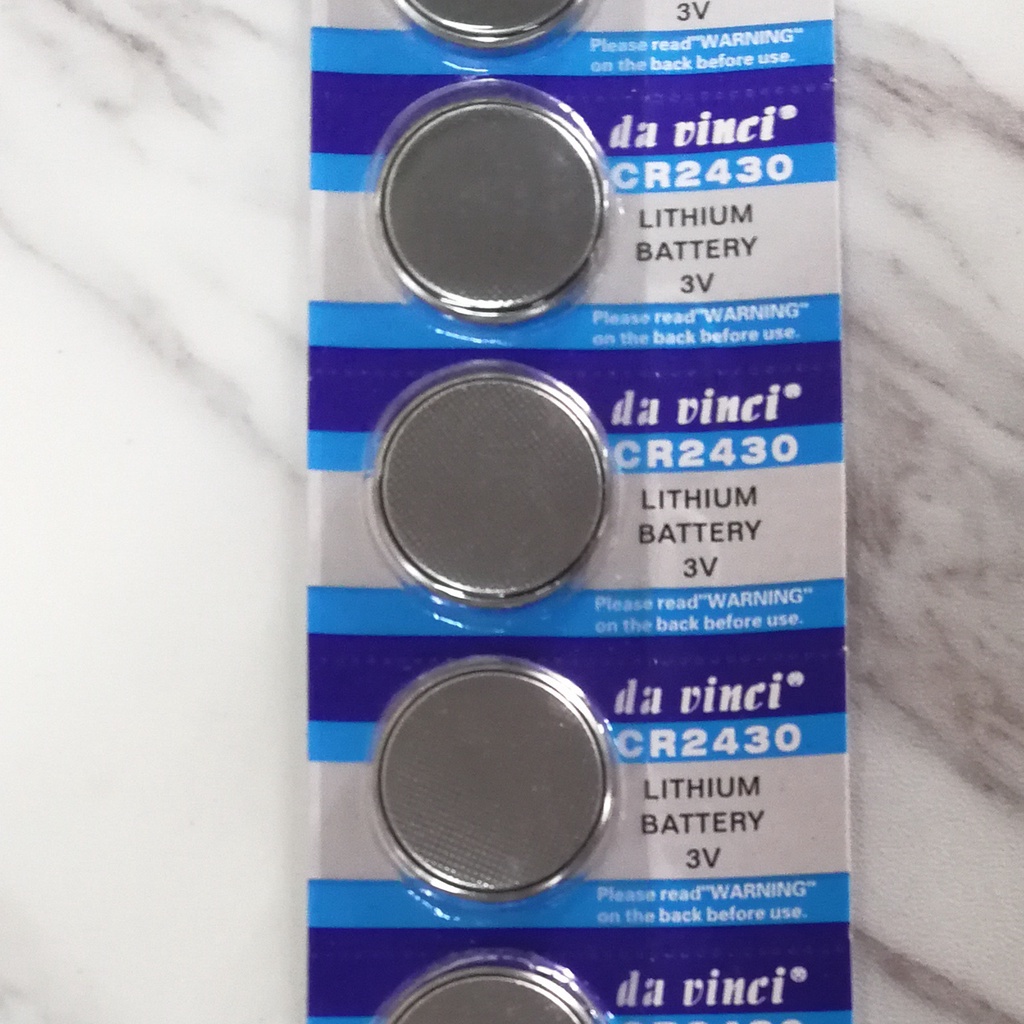 3V
Please read"WARNING"
on the back before use.
da vinci®
CR2430
LITHIUM
BATTERY
3V
Please read"WARNING"
on the back before use.
da vinci®
CR2430
LITHIUM
BATTERY
3V
Please read"WARNING"
on the back before use.
da vinci®
CR2430
LITHIUM
BATTERY
3V
Please read"WARNING"
on the back before use.
da vinci®